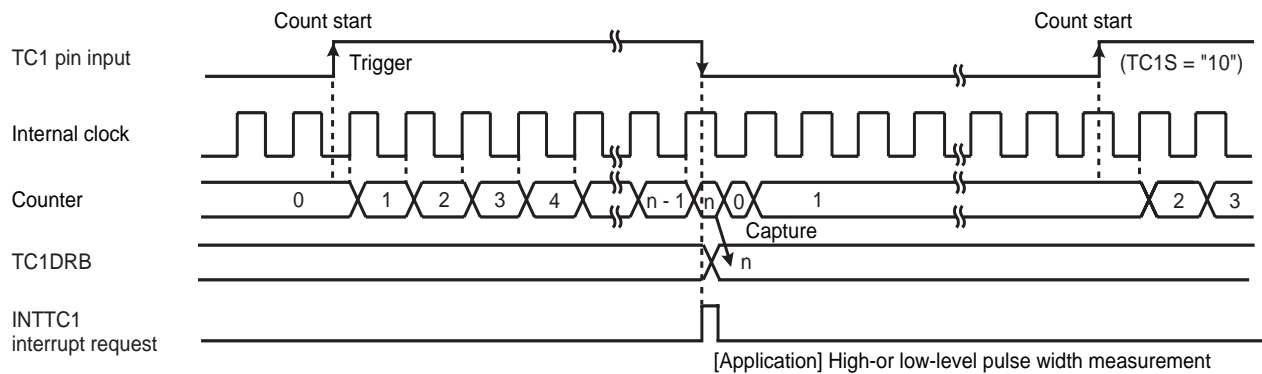 Count start Count start
TC1 pin input Trigger (TC1S = "10")
Internal clock
Counter 0 1 2 3 4 n - 1 n 0 1 2 3
Capture
TC1DRB n
INTTC1
interrupt request
[Application] High-or low-level pulse width measurement